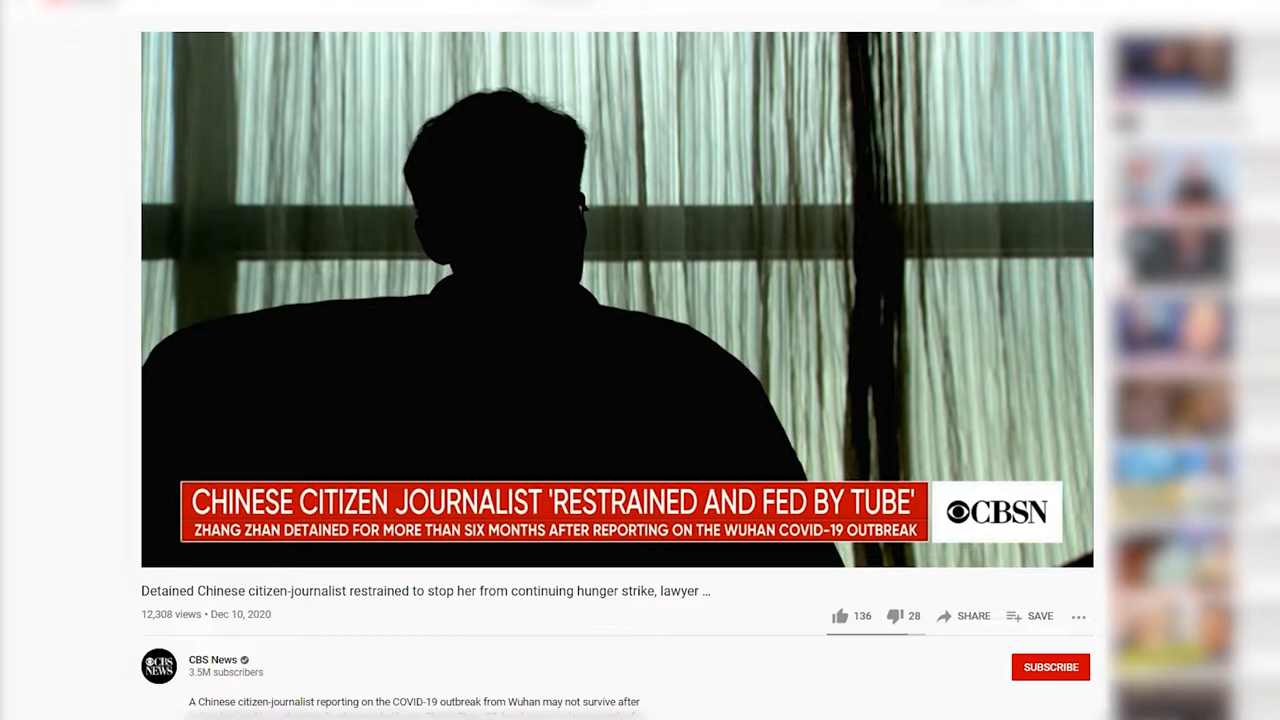 CHINESE CITIZEN JOURNALIST 'RESTRAINED AND FED BY TUBE'
ZHANG ZHAN DETAINED FOR MORE THAN SIX MONTHS AFTER REPORTING ON THE WUHAN COVID-19 OUTBREAK
CBSN
Detained Chinese citizen-journalist restrained to stop her from continuing hunger strike, lawyer ...
12,308 views • Dec 10, 2020
136 28 SHARE SAVE
CBS NEWS
CBS News
3.5M subscribers
SUBSCRIBE
A Chinese citizen-journalist reporting on the COVID-19 outbreak from Wuhan may not survive after